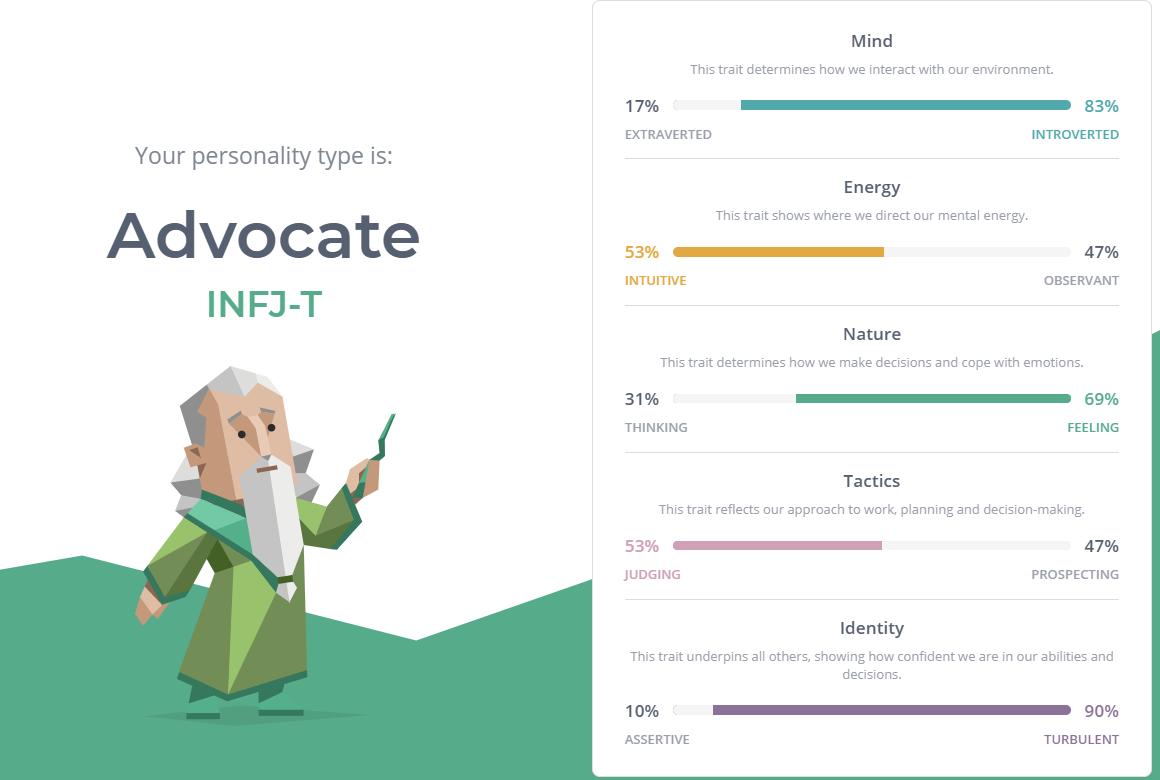 Your personality type is:
Advocate
INFJ-T
Mind
This trait determines how we interact with our environment.
17% 83%
EXTRAVERTED INTROVERTED
Energy
This trait shows where we direct our mental energy.
53% 47%
INTUITIVE OBSERVANT
Nature
This trait determines how we make decisions and cope with emotions.
31% 69%
THINKING FEELING
Tactics
This trait reflects our approach to work, planning and decision-making.
53% 47%
JUDGING PROSPECTING
Identity
This trait underpins all others, showing how confident we are in our abilities and
decisions.
10% 90%
ASSERTIVE TURBULENT